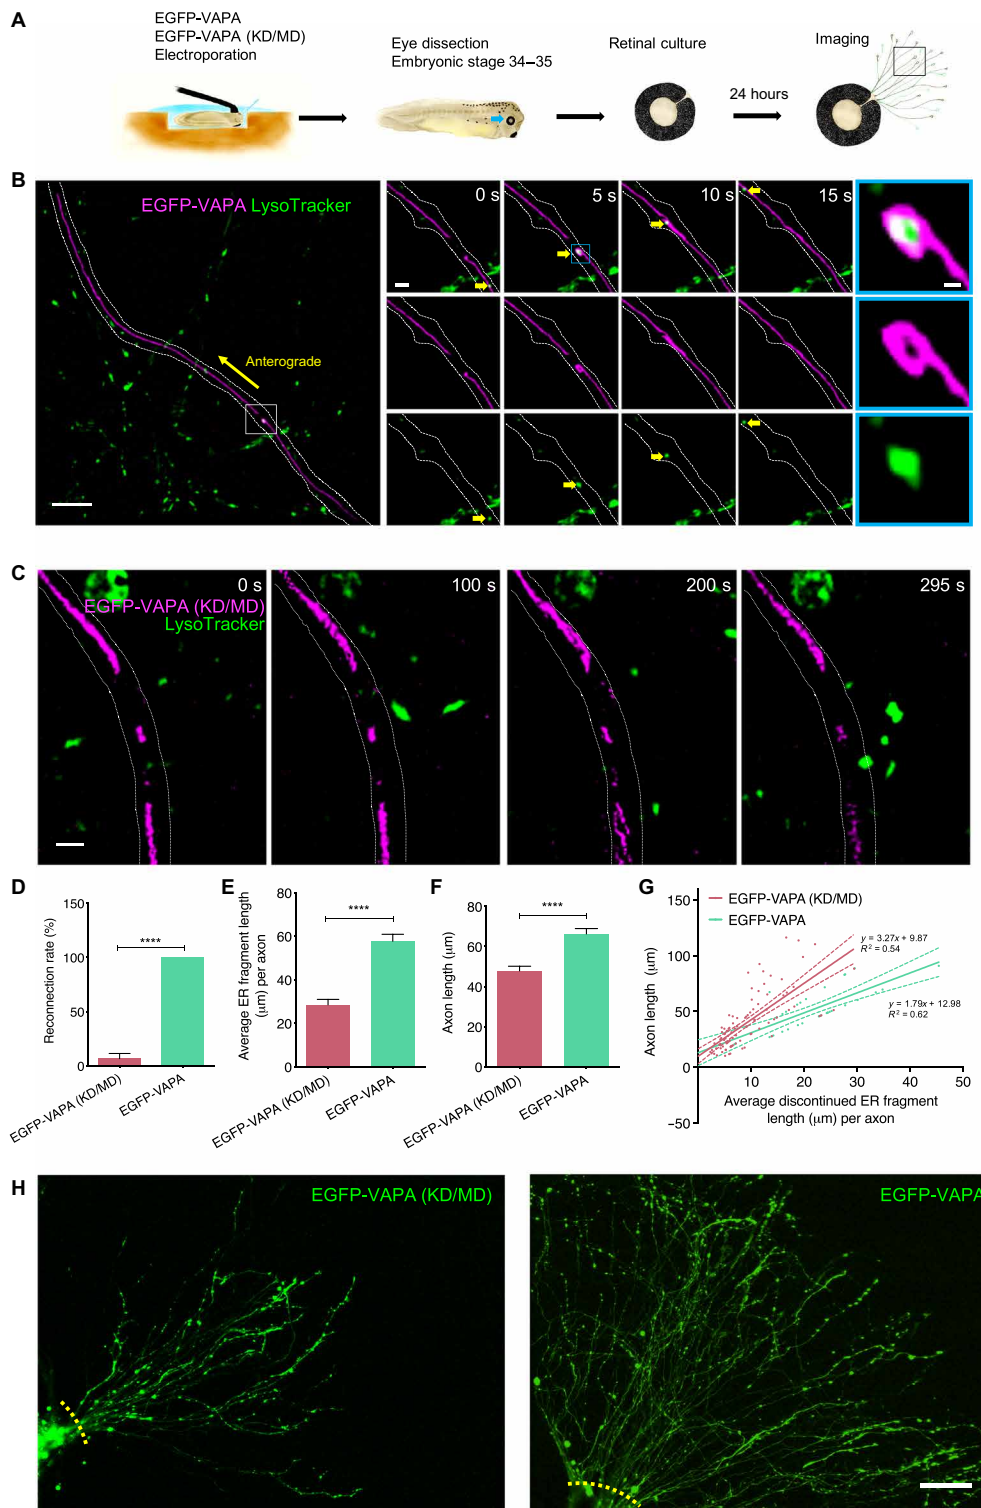 A
EGFP-VAPA
EGFP-VAPA (KD/MD)
Electroporation
Eye dissection
Embryonic stage 34–35
Retinal culture
24 hours
Imaging
B
EGFP-VAPA LysoTracker
Anterograde
0 s
5 s
10 s
15 s
C
EGFP-VAPA (KD/MD)
LysoTracker
0 s
100 s
200 s
295 s
D
Reconnection rate (%)
150
100
50
0
****
EGFP-VAPA (KD/MD)
EGFP-VAPA
E
Average ER fragment length
(μm) per axon
80
60
40
20
0
****
EGFP-VAPA (KD/MD)
EGFP-VAPA
F
Axon length (μm)
80
60
40
20
0
****
EGFP-VAPA (KD/MD)
EGFP-VAPA
G
Axon length (μm)
150
100
50
0
−50
EGFP-VAPA (KD/MD)
EGFP-VAPA
y = 3.27x + 9.87
R² = 0.54
y = 1.79x + 12.98
R² = 0.62
10
20
30
40
50
Average discontinued ER fragment
length (μm) per axon
H
EGFP-VAPA (KD/MD)
EGFP-VAPA